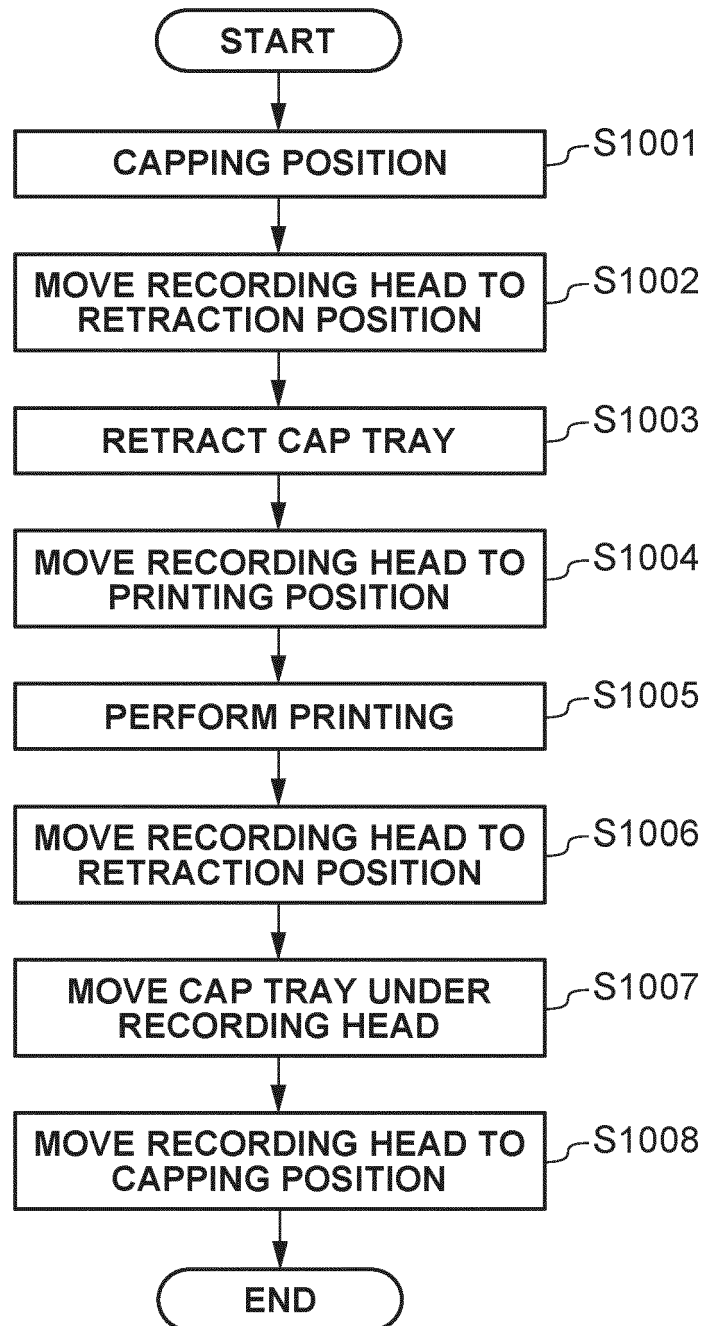 START
CAPPING POSITION
S1001
MOVE RECORDING HEAD TO
RETRACTION POSITION
S1002
RETRACT CAP TRAY
S1003
MOVE RECORDING HEAD TO
PRINTING POSITION
S1004
PERFORM PRINTING
S1005
MOVE RECORDING HEAD TO
RETRACTION POSITION
S1006
MOVE CAP TRAY UNDER
RECORDING HEAD
S1007
MOVE RECORDING HEAD TO
CAPPING POSITION
S1008
END